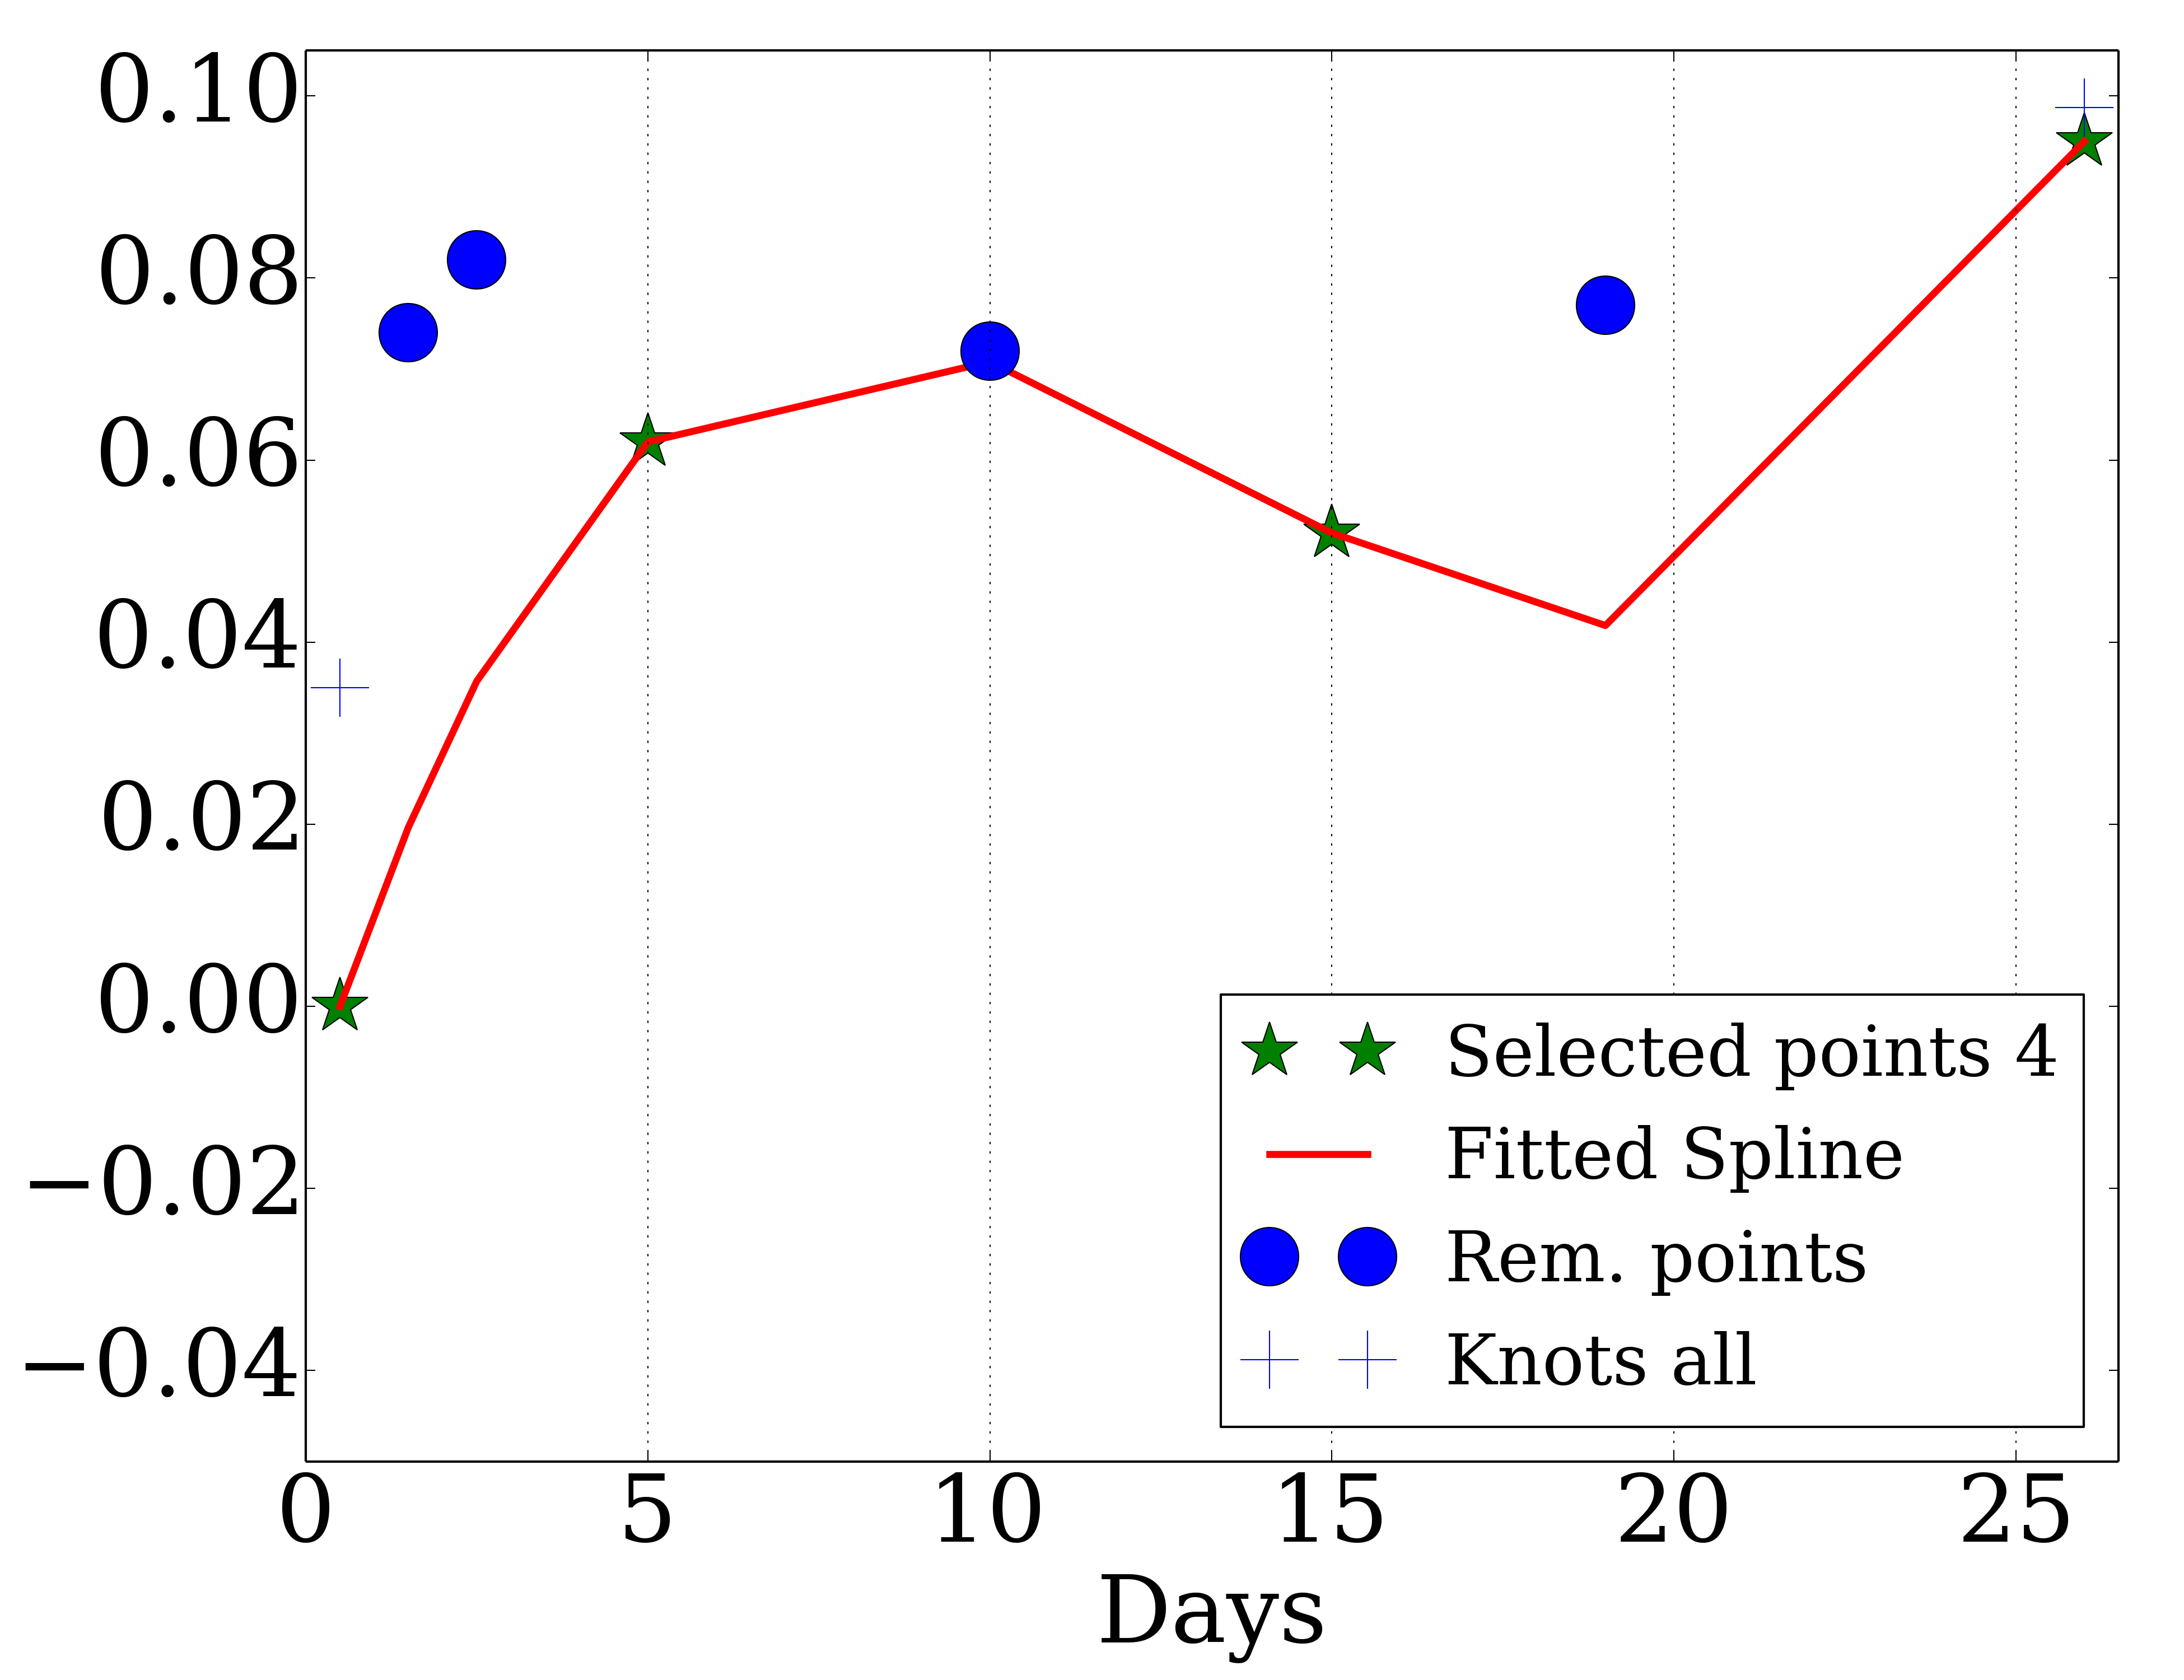 0.10
0.08
0.06
0.04
0.02
0.00
−0.02
−0.04
Selected points 4
Fitted Spline
Rem. points
Knots all
0 5 10 15 20 25
Days